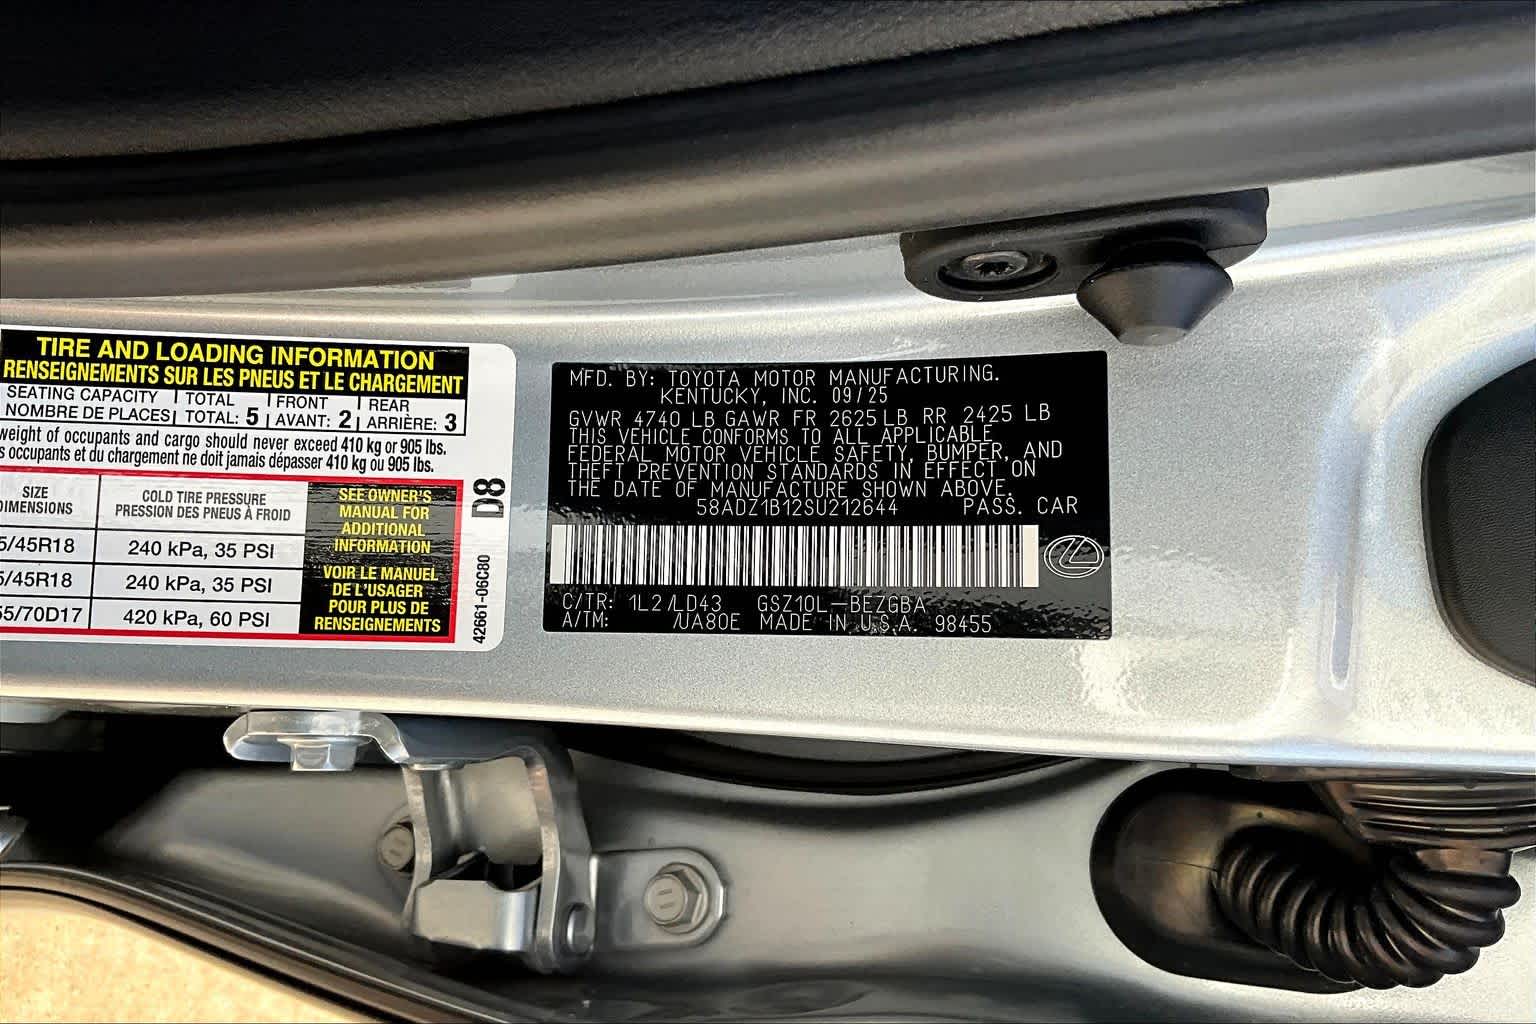 TIRE AND LOADING INFORMATION
RENSEIGNEMENTS SUR LES PNEUS ET LE CHARGEMENT
SEATING CAPACITY TOTAL FRONT REAR
NOMBRE DE PLACES TOTAL: 5 AVANT: 2 ARRIÈRE: 3
weight of occupants and cargo should never exceed 410 kg or 905 lbs.
occupants et du chargement ne doit jamais dépasser 410 kg ou 905 lbs.
SIZE
DIMENSIONS
COLD TIRE PRESSURE
PRESSION DES PNEUS À FROID
5/45R18 240 kPa, 35 PSI
5/45R18 240 kPa, 35 PSI
55/70D17 420 kPa, 60 PSI
SEE OWNER'S
MANUAL FOR
ADDITIONAL
INFORMATION
VOIR LE MANUEL
DE L'USAGER
POUR PLUS DE
RENSEIGNEMENTS
D8
42661-06C80
MFD. BY: TOYOTA MOTOR MANUFACTURING.
KENTUCKY, INC. 09/25
GVWR 4740 LB GAWR FR 2625 LB RR 2425 LB
THIS VEHICLE CONFORMS TO ALL APPLICABLE
FEDERAL MOTOR VEHICLE SAFETY, BUMPER, AND
THEFT PREVENTION STANDARDS IN EFFECT ON
THE DATE OF MANUFACTURE SHOWN ABOVE.
58ADZ1B12SU212644 PASS. CAR
C/TR: 1L2/LD43 GSZ10L-BEZGBA
A/TM: /UA80E MADE IN U.S.A. 98455